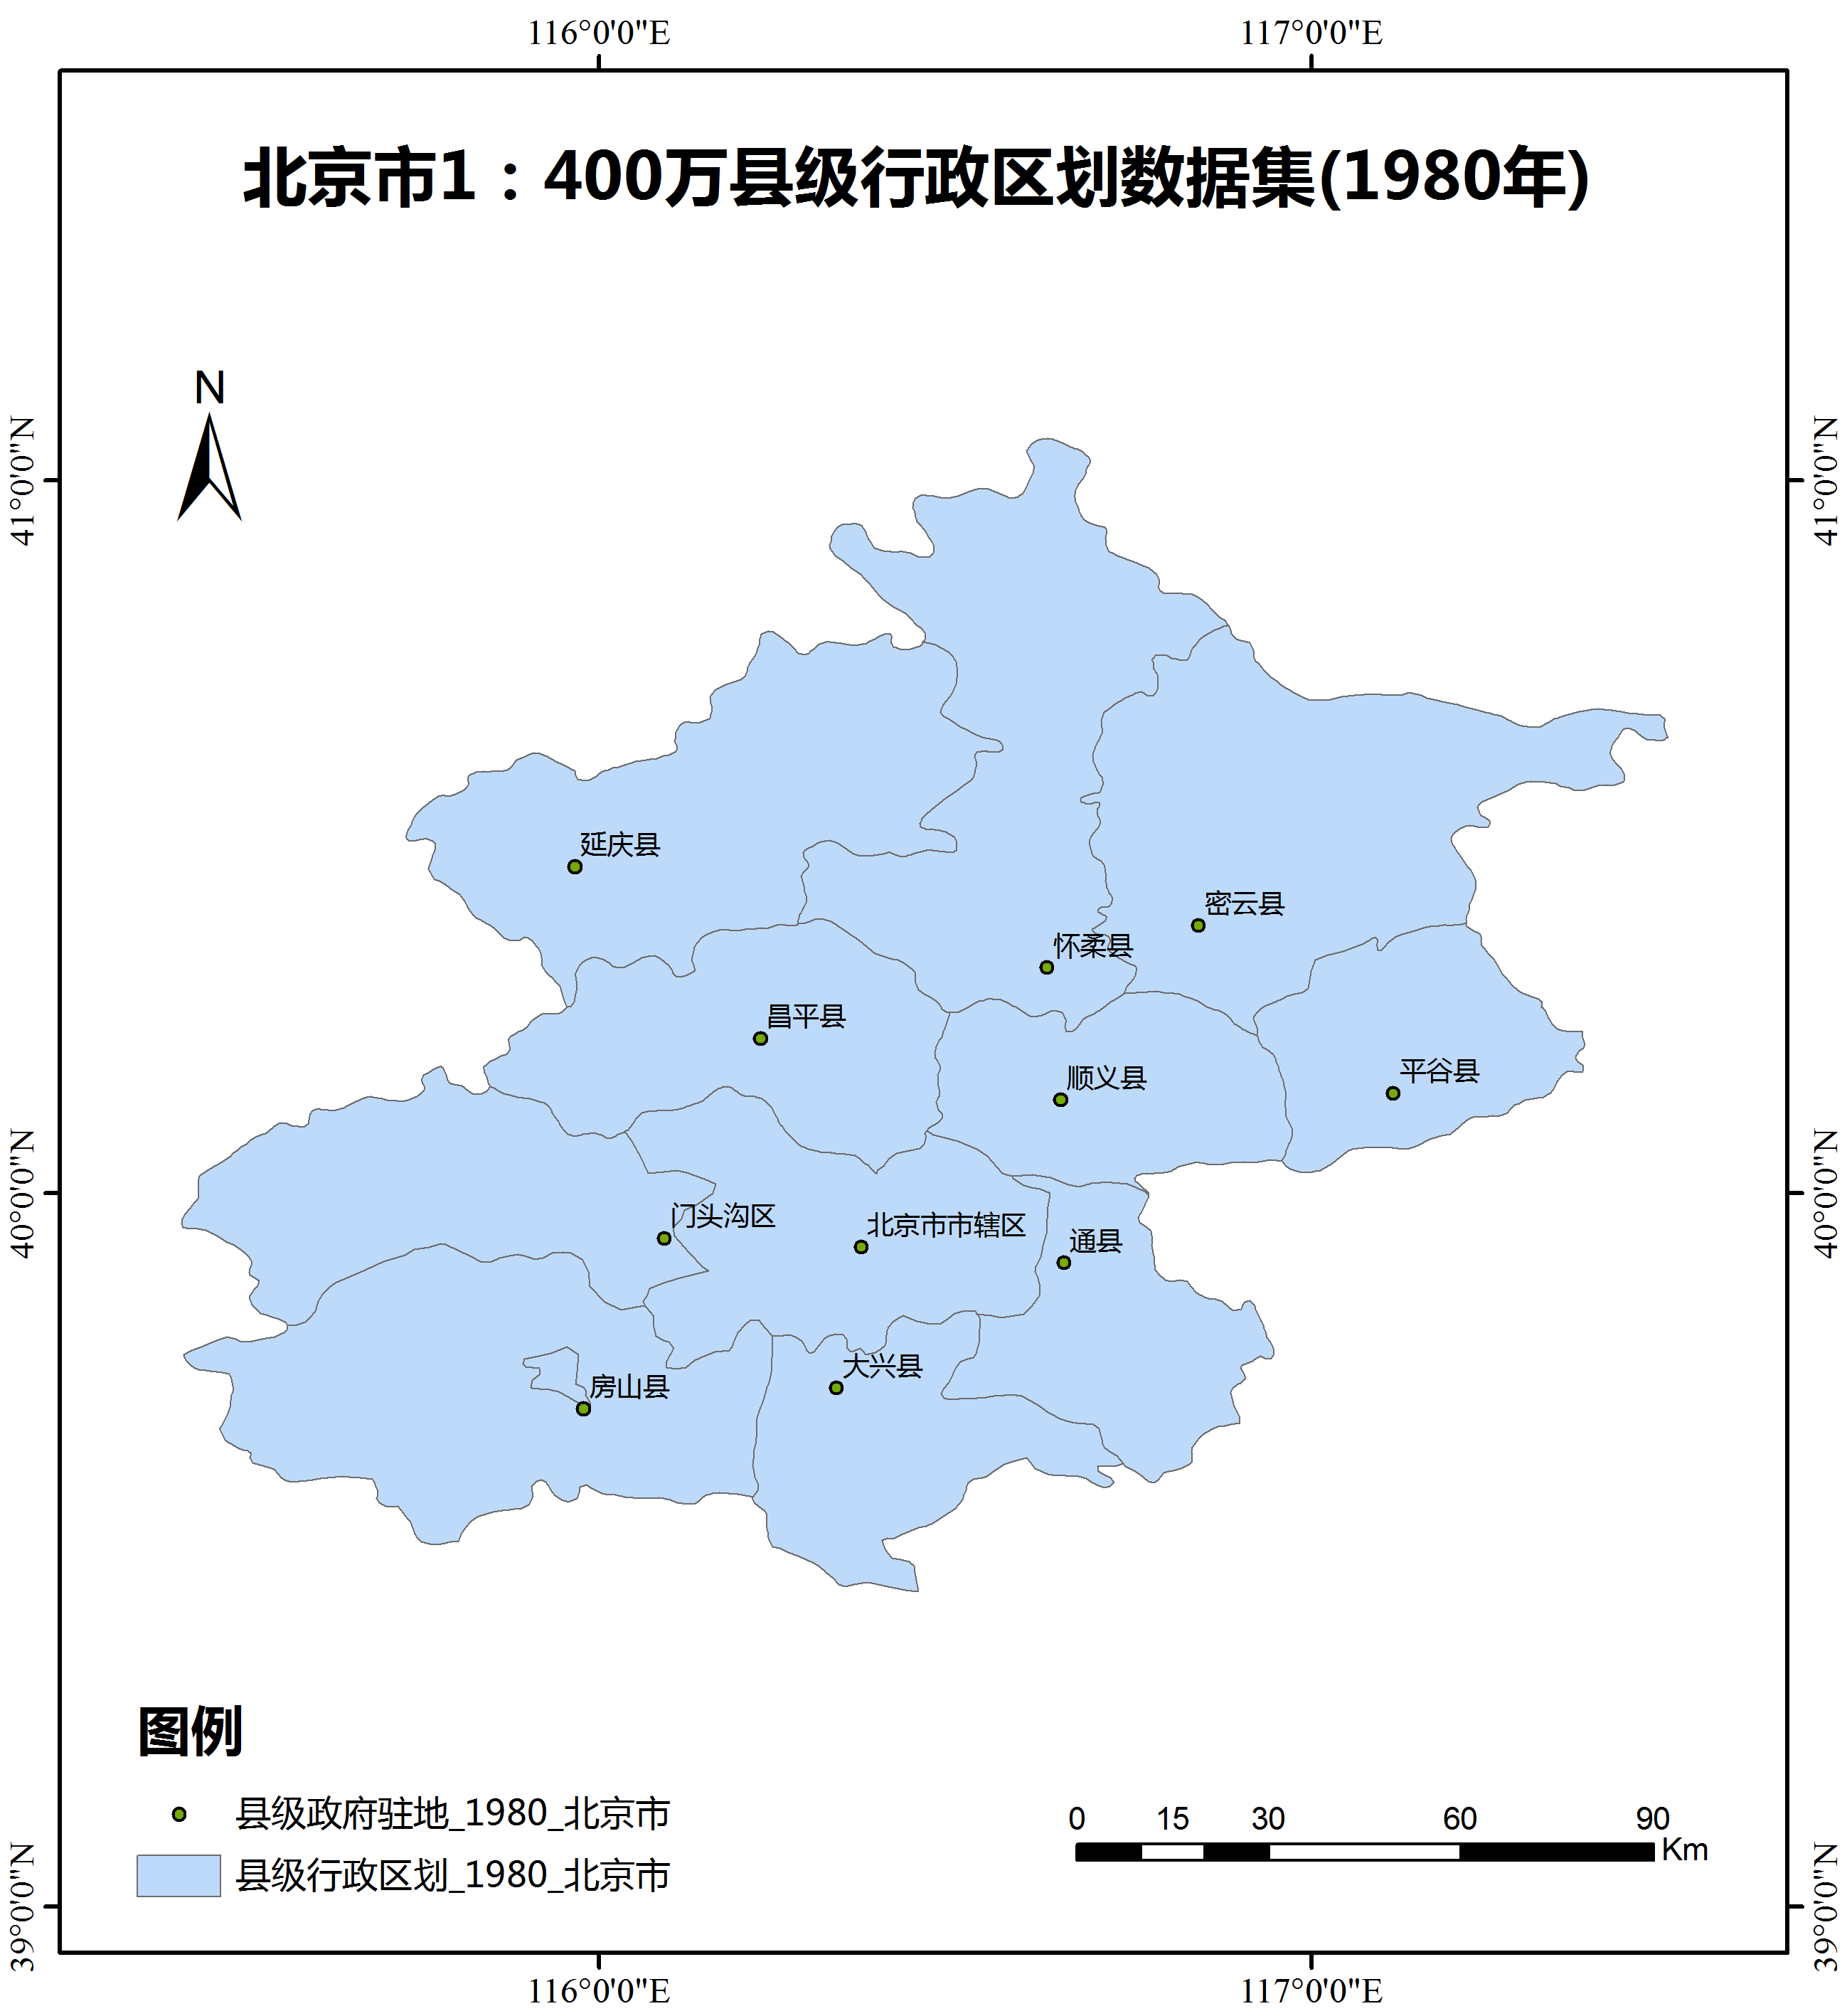 116°0'0"E
117°0'0"E
北京市1：400万县级行政区划数据集(1980年)
N
41°0'0"N
41°0'0"N
延庆县
密云县
怀柔县
昌平县
平谷县
顺义县
40°0'0"N
40°0'0"N
门头沟区
北京市市辖区
通县
大兴县
房山县
图例
县级政府驻地_1980_北京市
县级行政区划_1980_北京市
0 15 30 60 90
Km
39°0'0"N
39°0'0"N
116°0'0"E
117°0'0"E